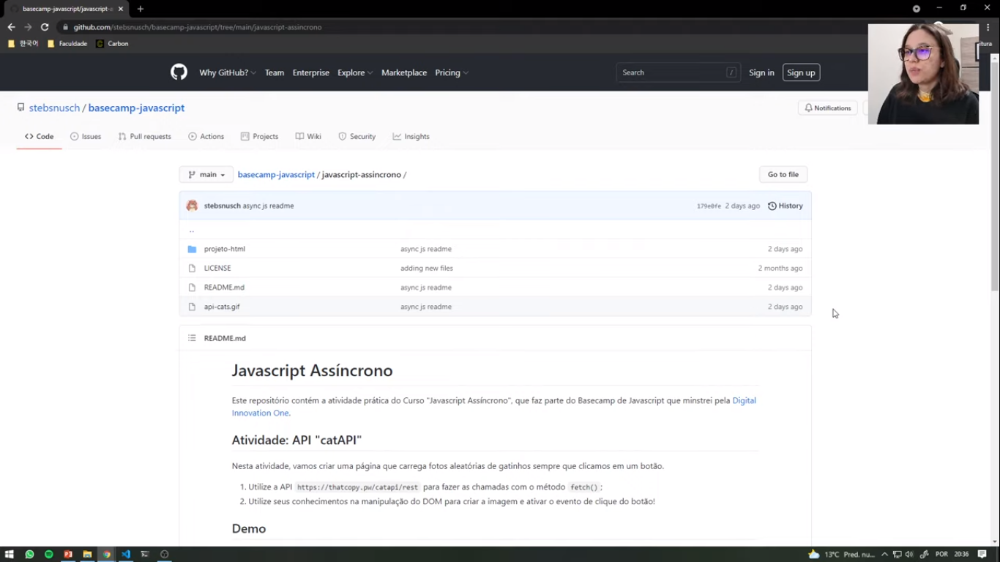 basecamp-javascript/javascript-a
github.com/stebsnusch/basecamp-javascript/tree/main/javascript-assincrono
한국어 Faculdade Carbon
Why GitHub? Team Enterprise Explore Marketplace Pricing Search / Sign in Sign up
stebsnusch / basecamp-javascript Notifications
Code Issues Pull requests Actions Projects Wiki Security Insights
main basecamp-javascript / javascript-assincrono / Go to file
stebsnusch async js readme 179e0fe 2 days ago History
..
projeto-html async js readme 2 days ago
LICENSE adding new files 2 months ago
README.md async js readme 2 days ago
api-cats.gif async js readme 2 days ago
README.md
Javascript Assíncrono
Este repositório contém a atividade prática do Curso "Javascript Assíncrono", que faz parte do Basecamp de Javascript que minstrei pela Digital
Innovation One.
Atividade: API "catAPI"
Nesta atividade, vamos criar uma página que carrega fotos aleatórias de gatinhos sempre que clicamos em um botão.
1. Utilize a API https://thatcopy.pw/catapi/rest para fazer as chamadas com o método fetch() ;
2. Utilize seus conhecimentos na manipulação do DOM para criar a imagem e ativar o evento de clique do botão!
Demo
13°C Pred. nu... POR 20:36